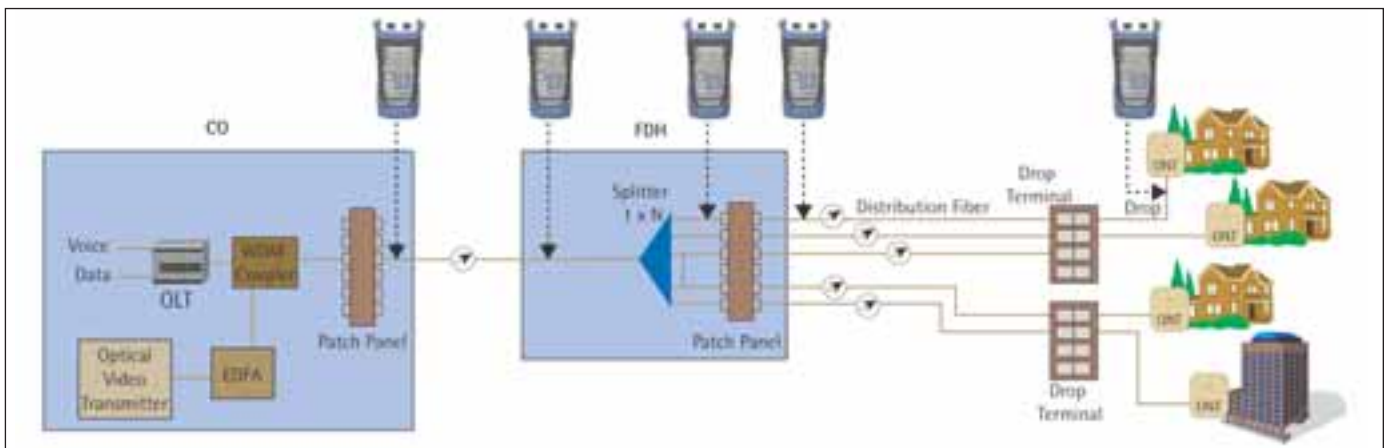 CO
Voice
Data
OLT
WDM
Coupler
Patch Panel
Optical
Video
Transmitter
EDFA
FDH
Splitter
1 x N
Patch Panel
Distribution Fiber
Drop
Terminal
Drop
Terminal
Drop
ONT
ONT
ONT
ONT